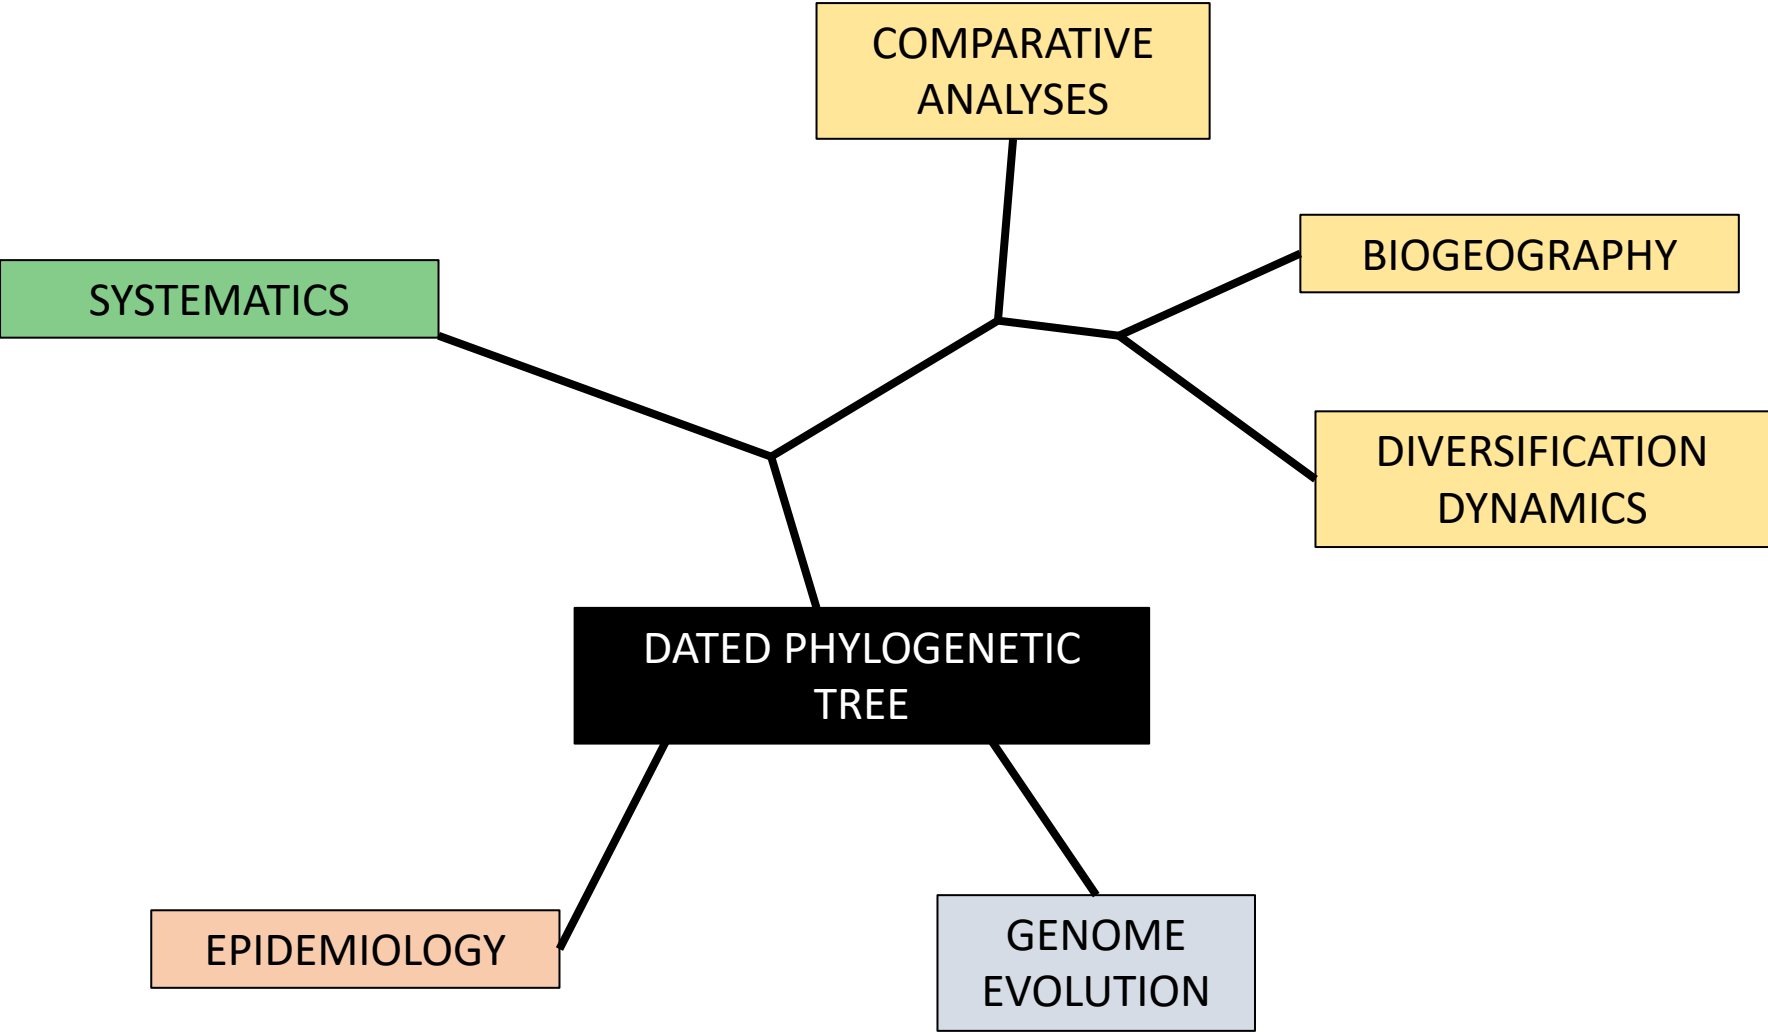 COMPARATIVE
ANALYSES
BIOGEOGRAPHY
SYSTEMATICS
DIVERSIFICATION
DYNAMICS
DATED PHYLOGENETIC
TREE
EPIDEMIOLOGY
GENOME
EVOLUTION